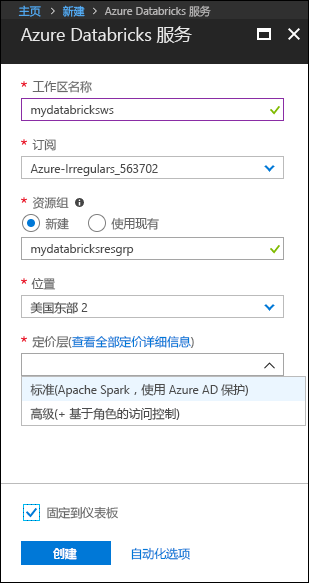 主页 > 新建 > Azure Databricks 服务
Azure Databricks 服务
* 工作区名称
mydatabricksws
* 订阅
Azure-Irregulars_563702
* 资源组
新建 使用现有
mydatabricksresgrp
* 位置
美国东部 2
* 定价层(查看全部定价详细信息)
标准(Apache Spark，使用 Azure AD 保护)
高级(+ 基于角色的访问控制)
固定到仪表板
创建 自动化选项